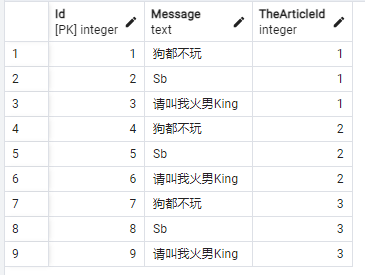 Id Message TheArticleId
[PK] integer text integer
1 1 狗都不玩 1
2 2 Sb 1
3 3 请叫我火男King 1
4 4 狗都不玩 2
5 5 Sb 2
6 6 请叫我火男King 2
7 7 狗都不玩 3
8 8 Sb 3
9 9 请叫我火男King 3